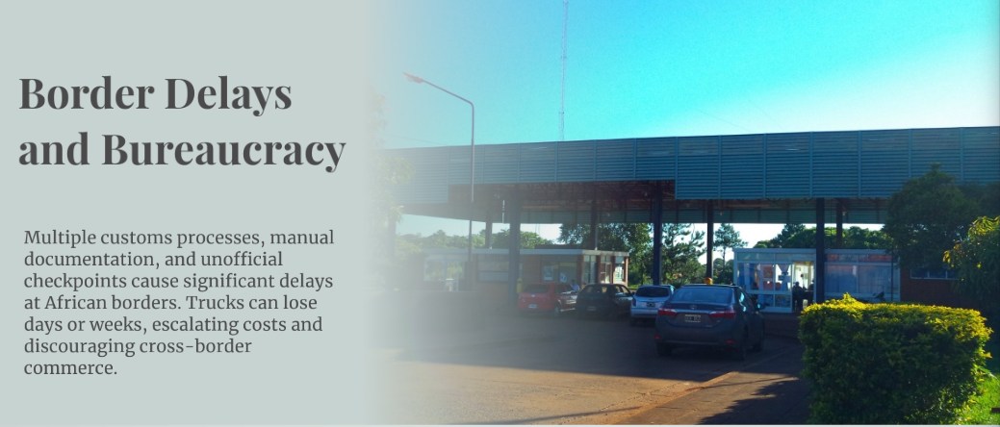 Border Delays
and Bureaucracy
Multiple customs processes, manual
documentation, and unofficial
checkpoints cause significant delays
at African borders. Trucks can lose
days or weeks, escalating costs and
discouraging cross-border
commerce.